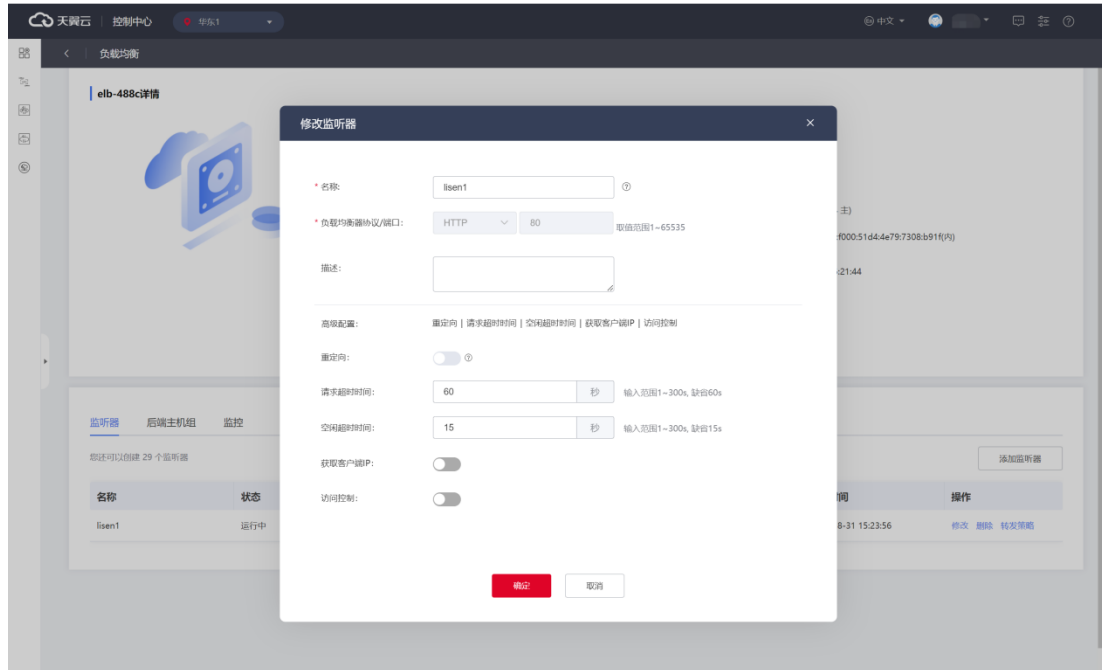 天翼云 控制中心 华东1 中文
负载均衡
elb-488c详情
修改监听器
* 名称: lisen1
主)
* 负载均衡器协议/端口: HTTP 80 取值范围1~65535
f000:51d4:4e79:7308:b91f(内)
描述:
:21:44
高级配置: 重定向 | 请求超时时间 | 空闲超时时间 | 获取客户端IP | 访问控制
重定向:
请求超时时间: 60 秒 输入范围1~300s, 缺省60s
监听器 后端主机组 监控
空闲超时时间: 15 秒 输入范围1~300s, 缺省15s
您还可以创建 29 个监听器
获取客户端IP:
添加监听器
名称 状态
访问控制:
间 操作
lisen1 运行中
8-31 15:23:56 修改 删除 转发策略
确定 取消